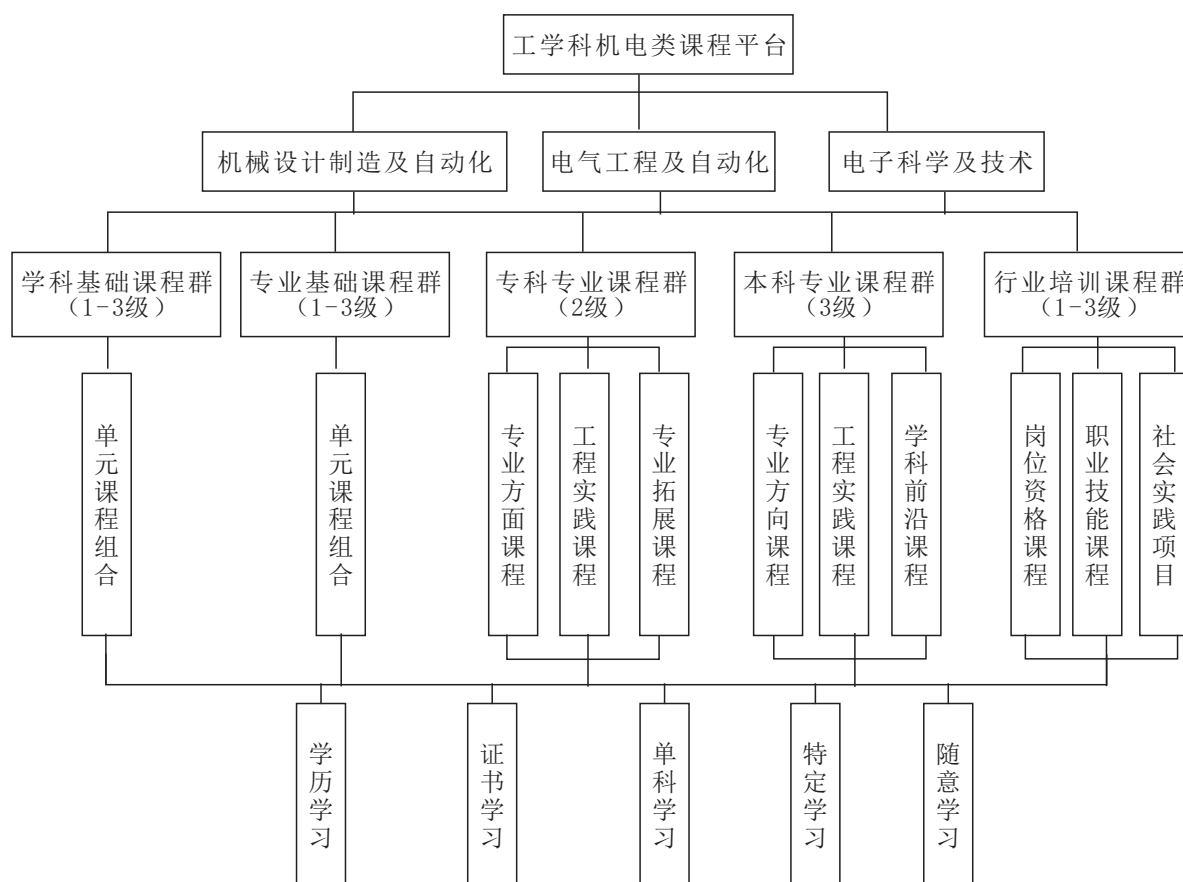 工学科机电类课程平台
机械设计制造及自动化
电气工程及自动化
电子科学及技术
学科基础课程群
（1-3级）
专业基础课程群
（1-3级）
专科专业课程群
（2级）
本科专业课程群
（3级）
行业培训课程群
（1-3级）
单元课程组合
单元课程组合
专业方面课程
工程实践课程
专业拓展课程
专业方向课程
工程实践课程
学科前沿课程
岗位资格课程
职业技能课程
社会实践项目
学历学习
证书学习
单科学习
特定学习
随意学习